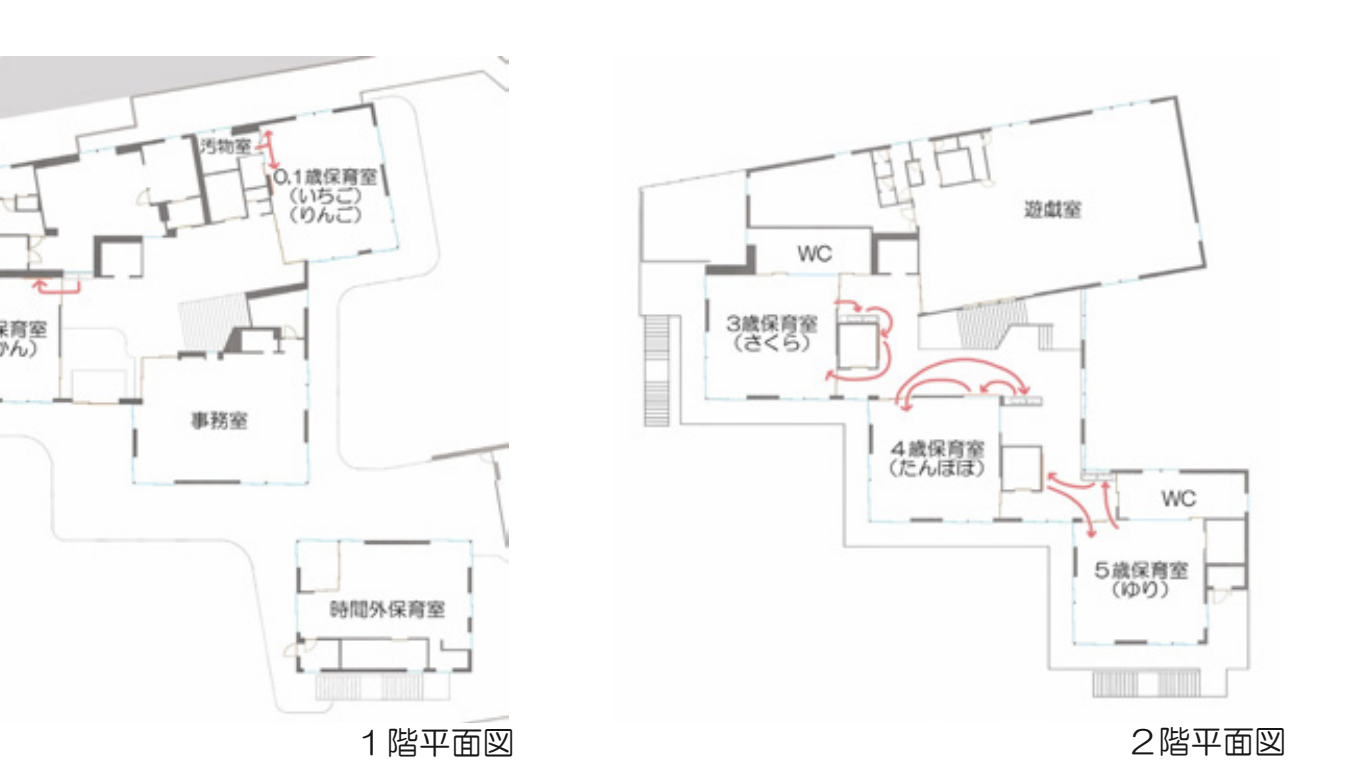 汚物室
0,1歳保育室
(いちご)
(りんご)
保育室
かん)
事務室
時間外保育室
1階平面図
遊戯室
WC
3歳保育室
(さくら)
4歳保育室
(たんぽぽ)
WC
5歳保育室
(ゆり)
2階平面図